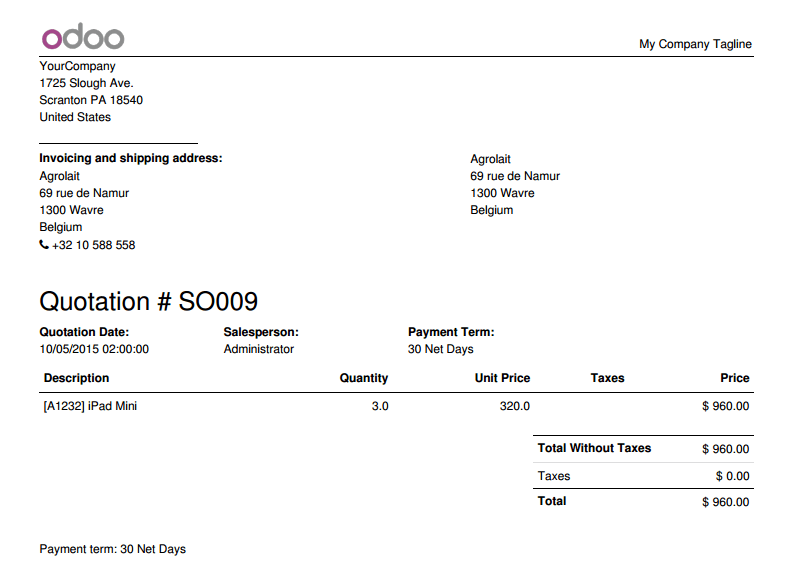 odoo
My Company Tagline
YourCompany
1725 Slough Ave.
Scranton PA 18540
United States
Invoicing and shipping address:
Agrolait
69 rue de Namur
1300 Wavre
Belgium
+32 10 588 558
Agrolait
69 rue de Namur
1300 Wavre
Belgium
Quotation # SO009
Quotation Date: Salesperson: Payment Term:
10/05/2015 02:00:00 Administrator 30 Net Days
Description Quantity Unit Price Taxes Price
[A1232] iPad Mini 3.0 320.0 $ 960.00
Total Without Taxes $ 960.00
Taxes $ 0.00
Total $ 960.00
Payment term: 30 Net Days